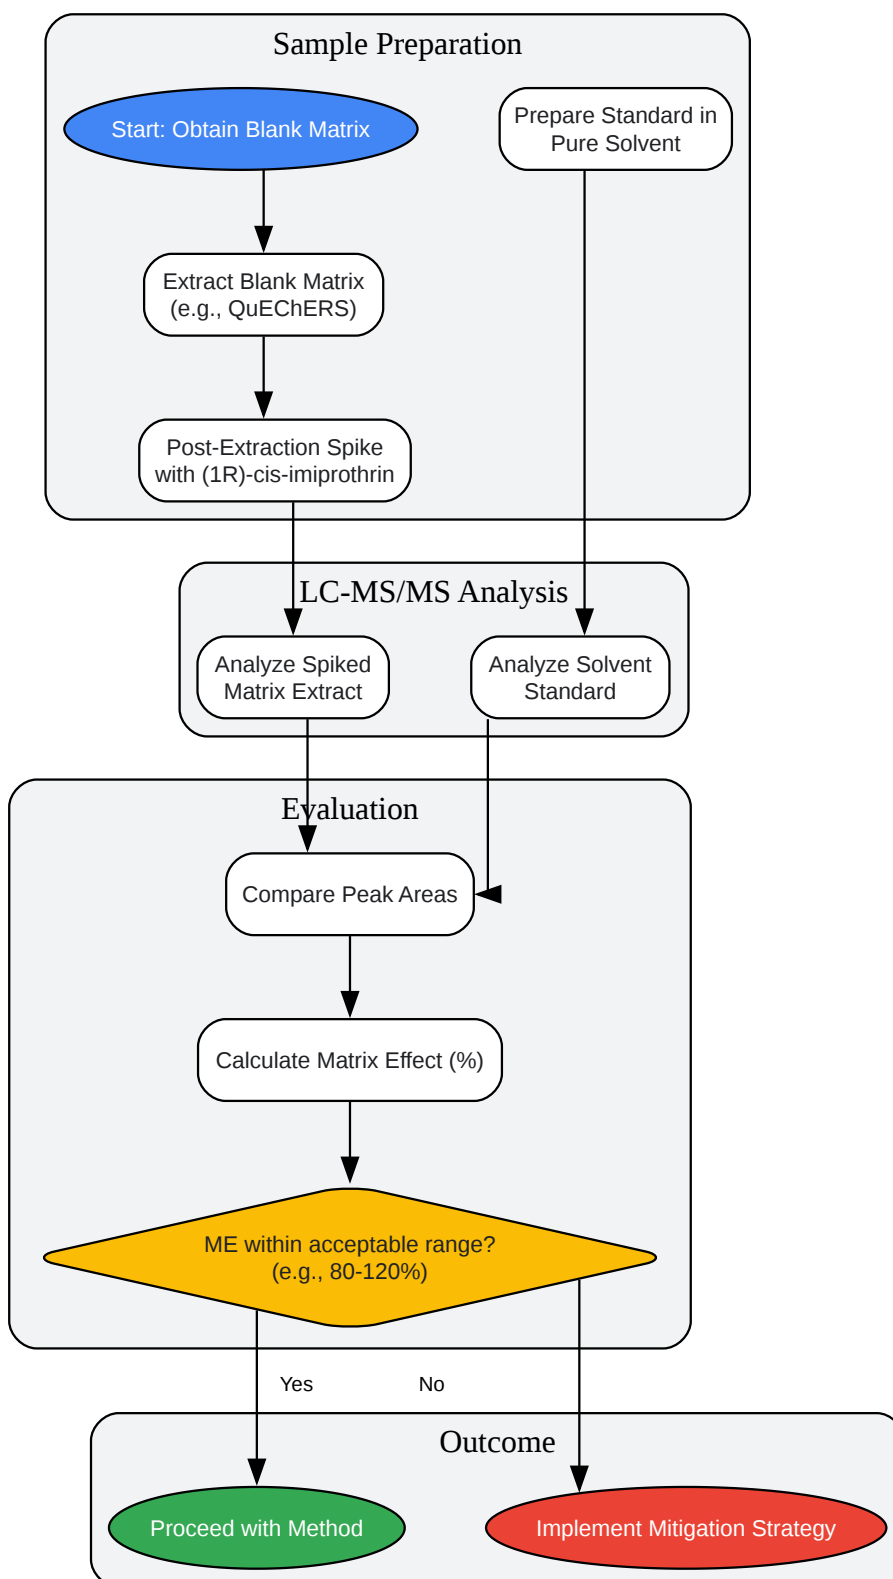 Sample Preparation
Start: Obtain Blank Matrix
Prepare Standard in
Pure Solvent
Extract Blank Matrix
(e.g., QuEChERS)
Post-Extraction Spike
with (1R)-cis-imiprothrin
LC-MS/MS Analysis
Analyze Spiked
Matrix Extract
Analyze Solvent
Standard
Evaluation
Compare Peak Areas
Calculate Matrix Effect (%)
ME within acceptable range?
(e.g., 80-120%)
Yes
No
Outcome
Proceed with Method
Implement Mitigation Strategy